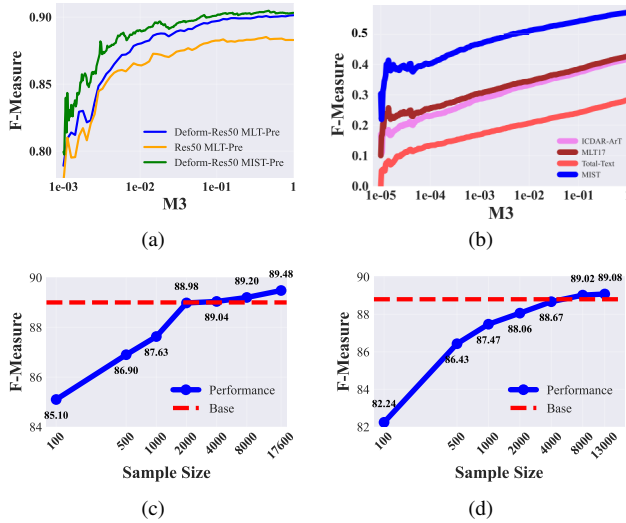 0.90
0.85
0.80
F-Measure
Deform-Res50 MLT-Pre
Res50 MLT-Pre
Deform-Res50 MIST-Pre
1e-03
1e-02
1e-01
1
M3
(a)
0.6
0.5
0.4
0.3
0.2
0.1
0.0
F-Measure
ICDAR-ArT
MLT17
Total-Text
MIST
1e-05
1e-04
1e-03
1e-02
1e-01
1
M3
(b)
90
88
86
84
F-Measure
85.10
86.90
87.63
88.98
89.04
89.20
89.48
Performance
Base
100
500
1000
2000
4000
8000
17600
Sample Size
(c)
90
88
86
84
82
F-Measure
82.24
86.43
87.47
88.06
88.67
89.02
89.08
Performance
Base
100
500
1000
2000
4000
8000
13000
Sample Size
(d)